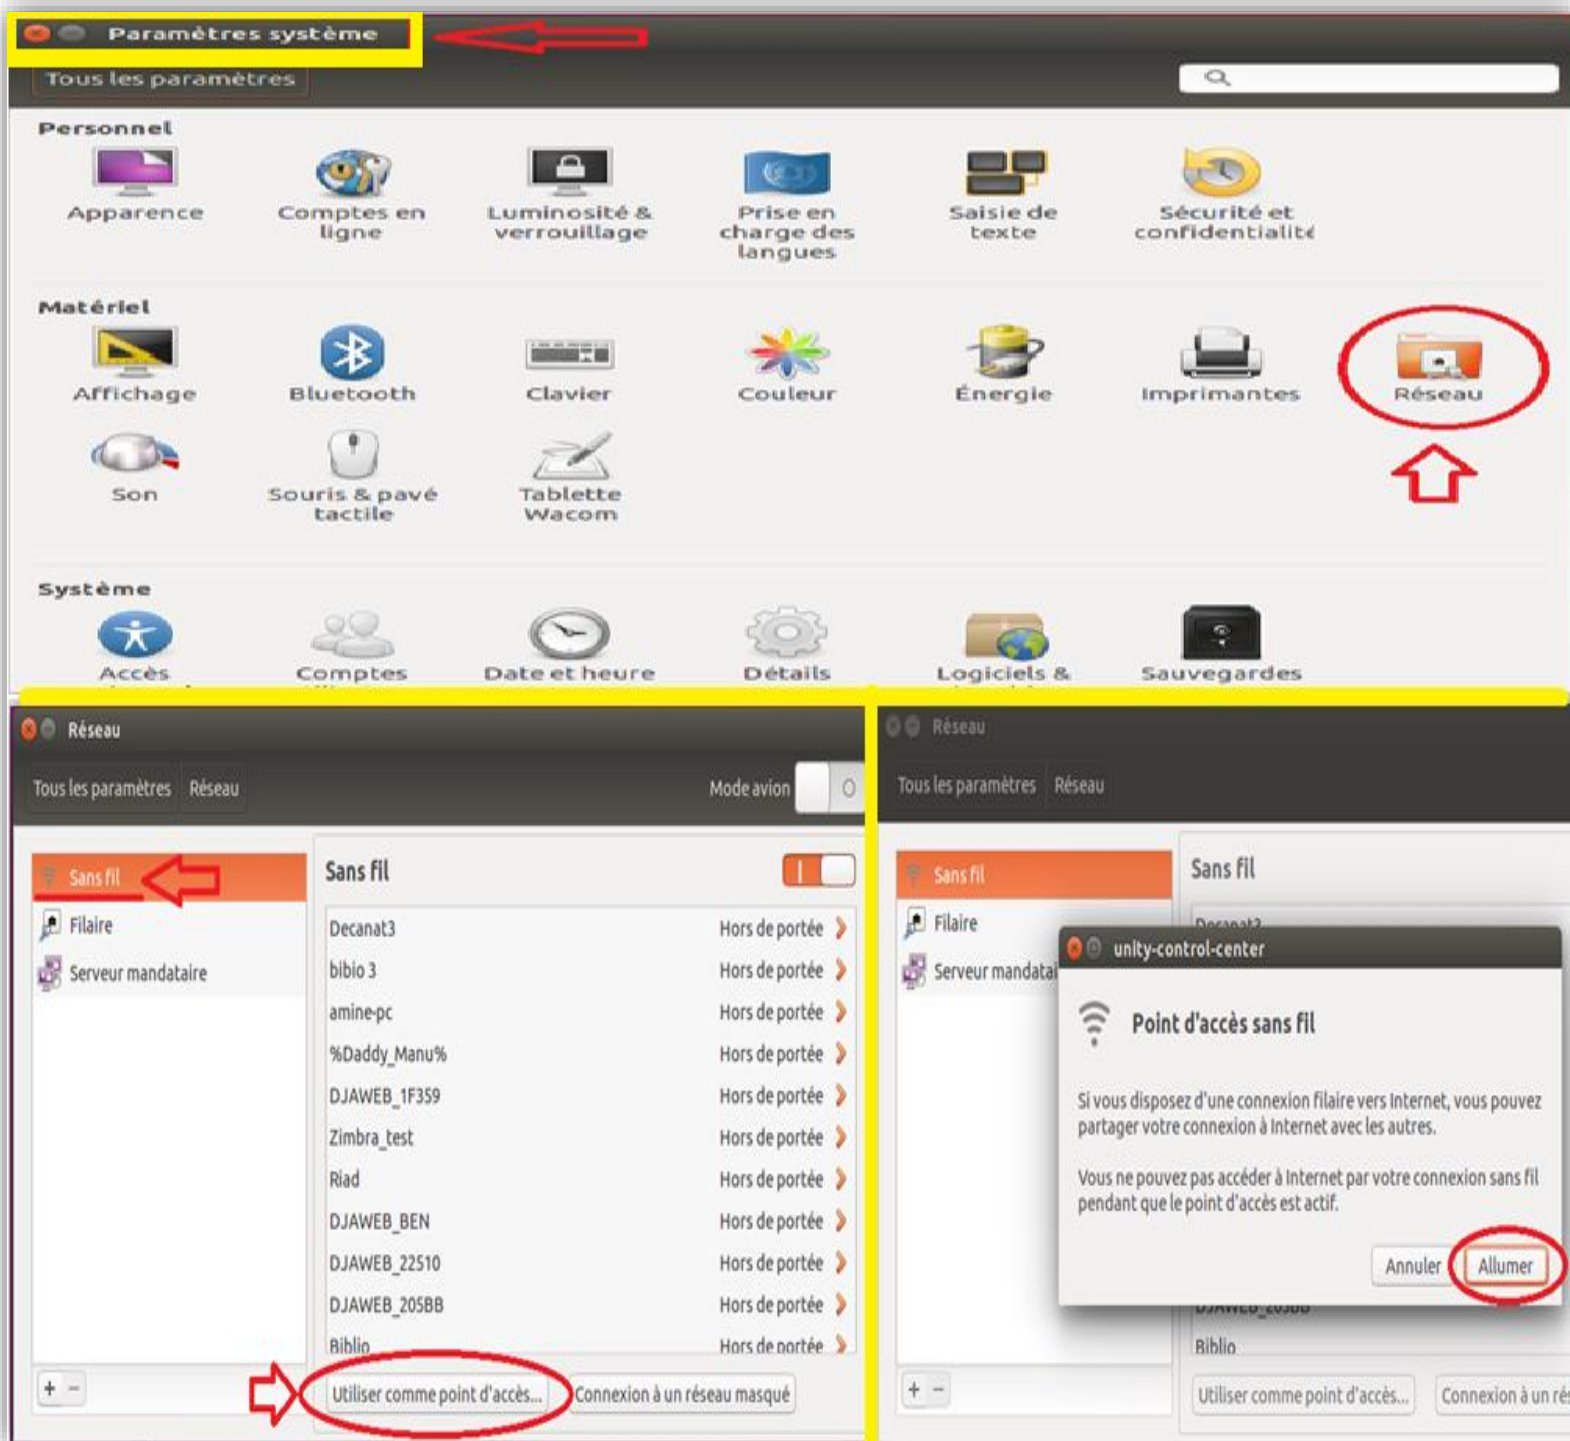 Paramètres système
Tous les paramètres
Personnel
Apparence
Comptes en
ligne
Luminosité &
verrouillage
Prise en
charge des
langues
Saisie de
texte
Sécurité et
confidentialité
Matériel
Affichage
Bluetooth
Clavier
Couleur
Énergie
Imprimantes
Réseau
Son
Souris & pavé
tactile
Tablette
Wacom
Système
Accès
Comptes
Date et heure
Détails
Logiciels &
Sauvegardes
Réseau
Tous les paramètres Réseau
Mode avion
Sans fil
Filaire
Serveur mandataire
Sans fil
Decanat3 Hors de portée
bibio 3 Hors de portée
amine-pc Hors de portée
%Daddy_Manu% Hors de portée
DJAWEB_1F359 Hors de portée
Zimbra_test Hors de portée
Riad Hors de portée
DJAWEB_BEN Hors de portée
DJAWEB_22510 Hors de portée
DJAWEB_205BB Hors de portée
Biblio Hors de portée
+ -
Utiliser comme point d'accès... Connexion à un réseau masqué
Réseau
Tous les paramètres Réseau
Sans fil
Filaire
Serveur mandatai
Sans fil
Decanat3
unity-control-center
Point d'accès sans fil
Si vous disposez d'une connexion filaire vers Internet, vous pouvez
partager votre connexion à Internet avec les autres.
Vous ne pouvez pas accéder à Internet par votre connexion sans fil
pendant que le point d'accès est actif.
Annuler Allumer
DJAWEB_205BB
Biblio
+ -
Utiliser comme point d'accès... Connexion à un rés